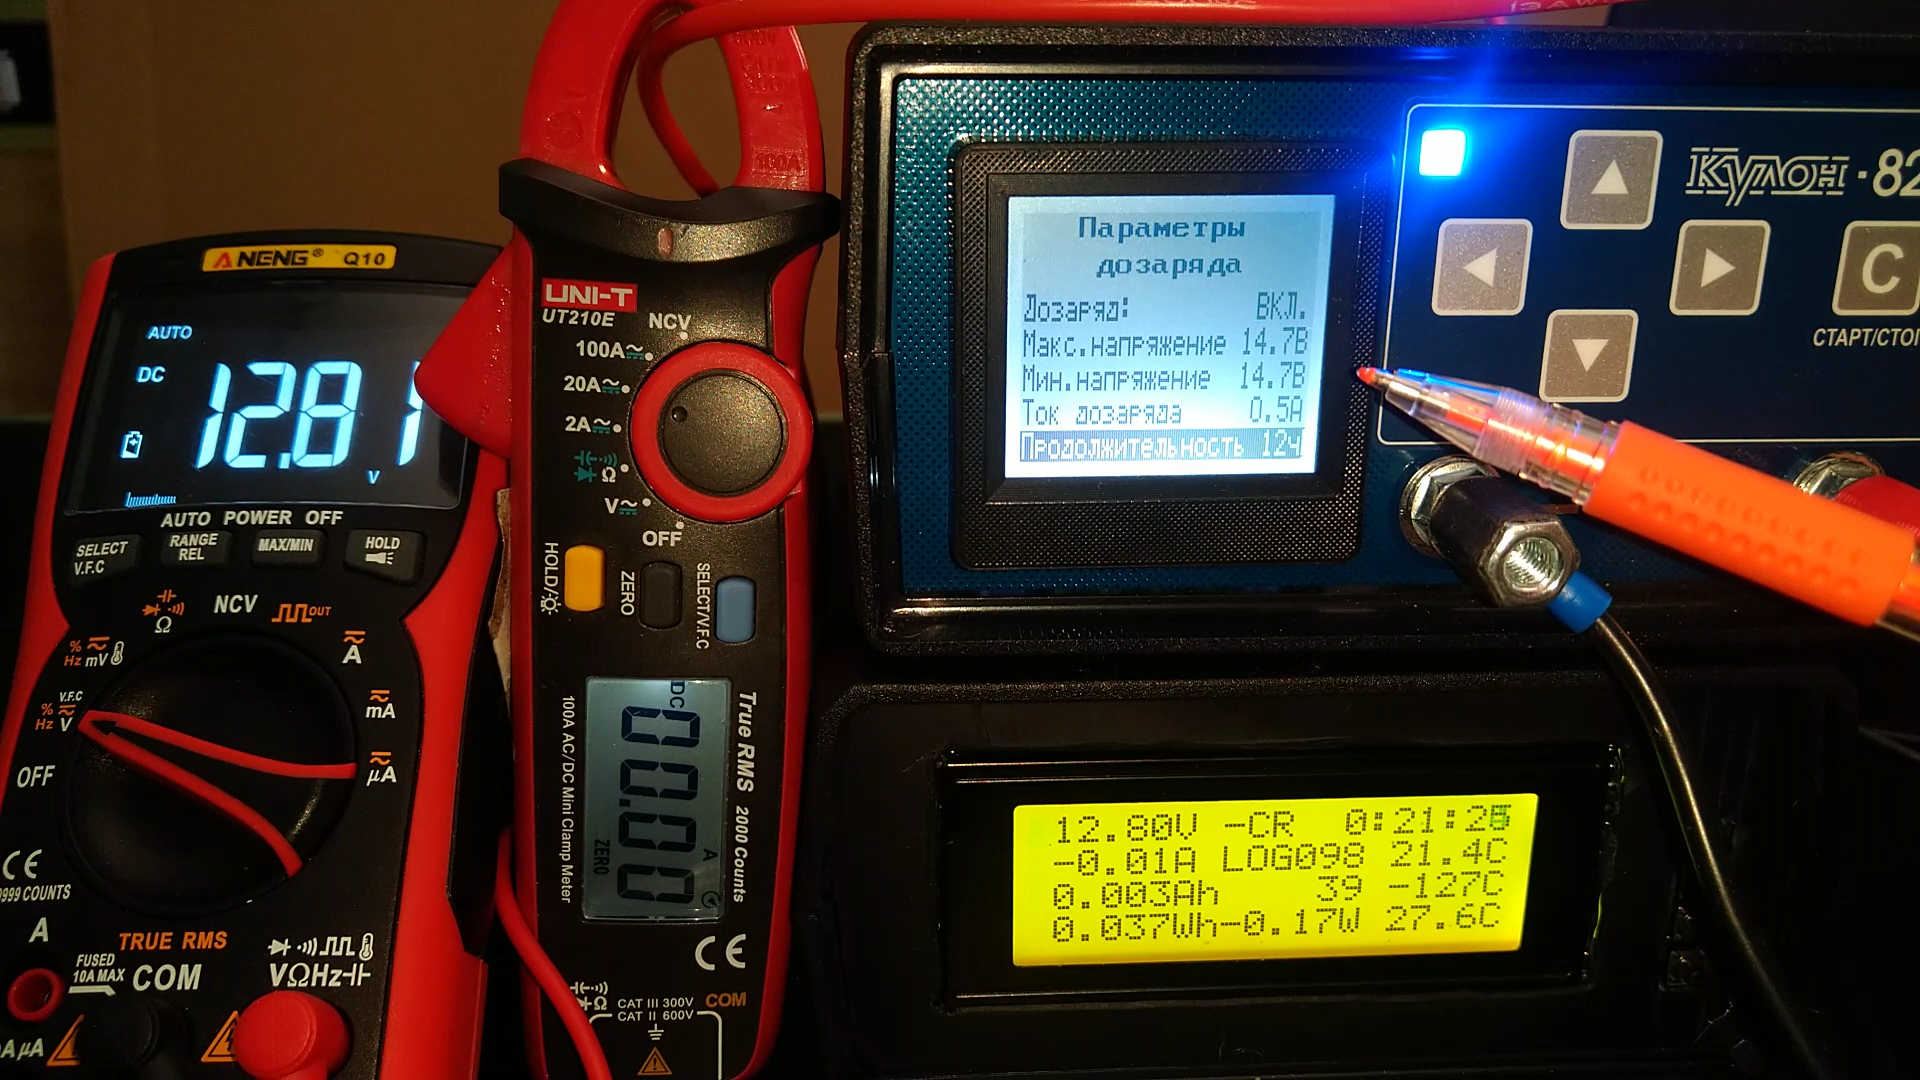 ANENG® Q10
AUTO
DC
12.81
V
AUTO POWER OFF
SELECT
V.F.C
RANGE
REL
MAX/MIN
HOLD
Ω
NCV
OUT
%
Hz
mV
V.F.C
%
Hz
V
OFF
A
mA
µA
CE
9999 COUNTS
A
TRUE RMS
FUSED
10A MAX
COM
VΩHz
AµA
100A
UNI-T
UT210E
NCV
100A~
20A~
2A~
Ω
V~
OFF
HOLD/
ZERO
SELECT/V.F.C
DC
00.00
A
ZERO
True RMS 2000 Counts
100A AC/DC Mini Clamp Meter
CE
Ω
CAT III 300V
CAT II 600V
COM
Параметры
дозаряда
Дозаряд: ВКЛ.
Макс.напряжение 14.7В
Мин.напряжение 14.7В
Ток дозаряда 0.5А
Продолжительность 12ч
КУЛОН-82
C
СТАРТ/СТОП
12.80V -CR 0:21:26
-0.01A LOG098 21.4C
0.003Ah 39 -127C
0.037Wh-0.17W 27.6C